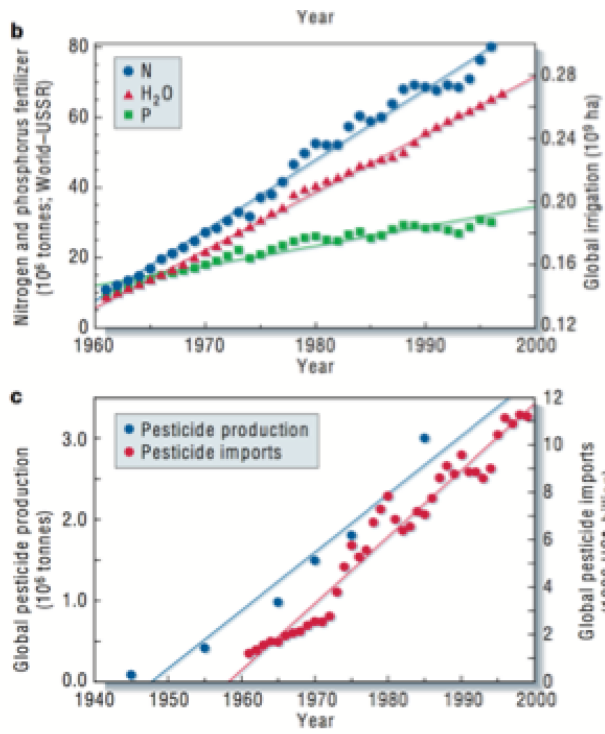 Year
b
Nitrogen and phosphorus fertilizer
(10⁶ tonnes; World–USSR)
80
60
40
20
0
N
H₂O
P
0.28
0.24
0.20
0.16
0.12
Global irrigation (10⁹ ha)
1960 1970 1980 1990 2000
Year
c
Global pesticide production
(10⁶ tonnes)
3.0
2.0
1.0
0.0
Pesticide production
Pesticide imports
12
10
8
6
4
2
0
Global pesticide imports
1940 1950 1960 1970 1980 1990 2000
Year